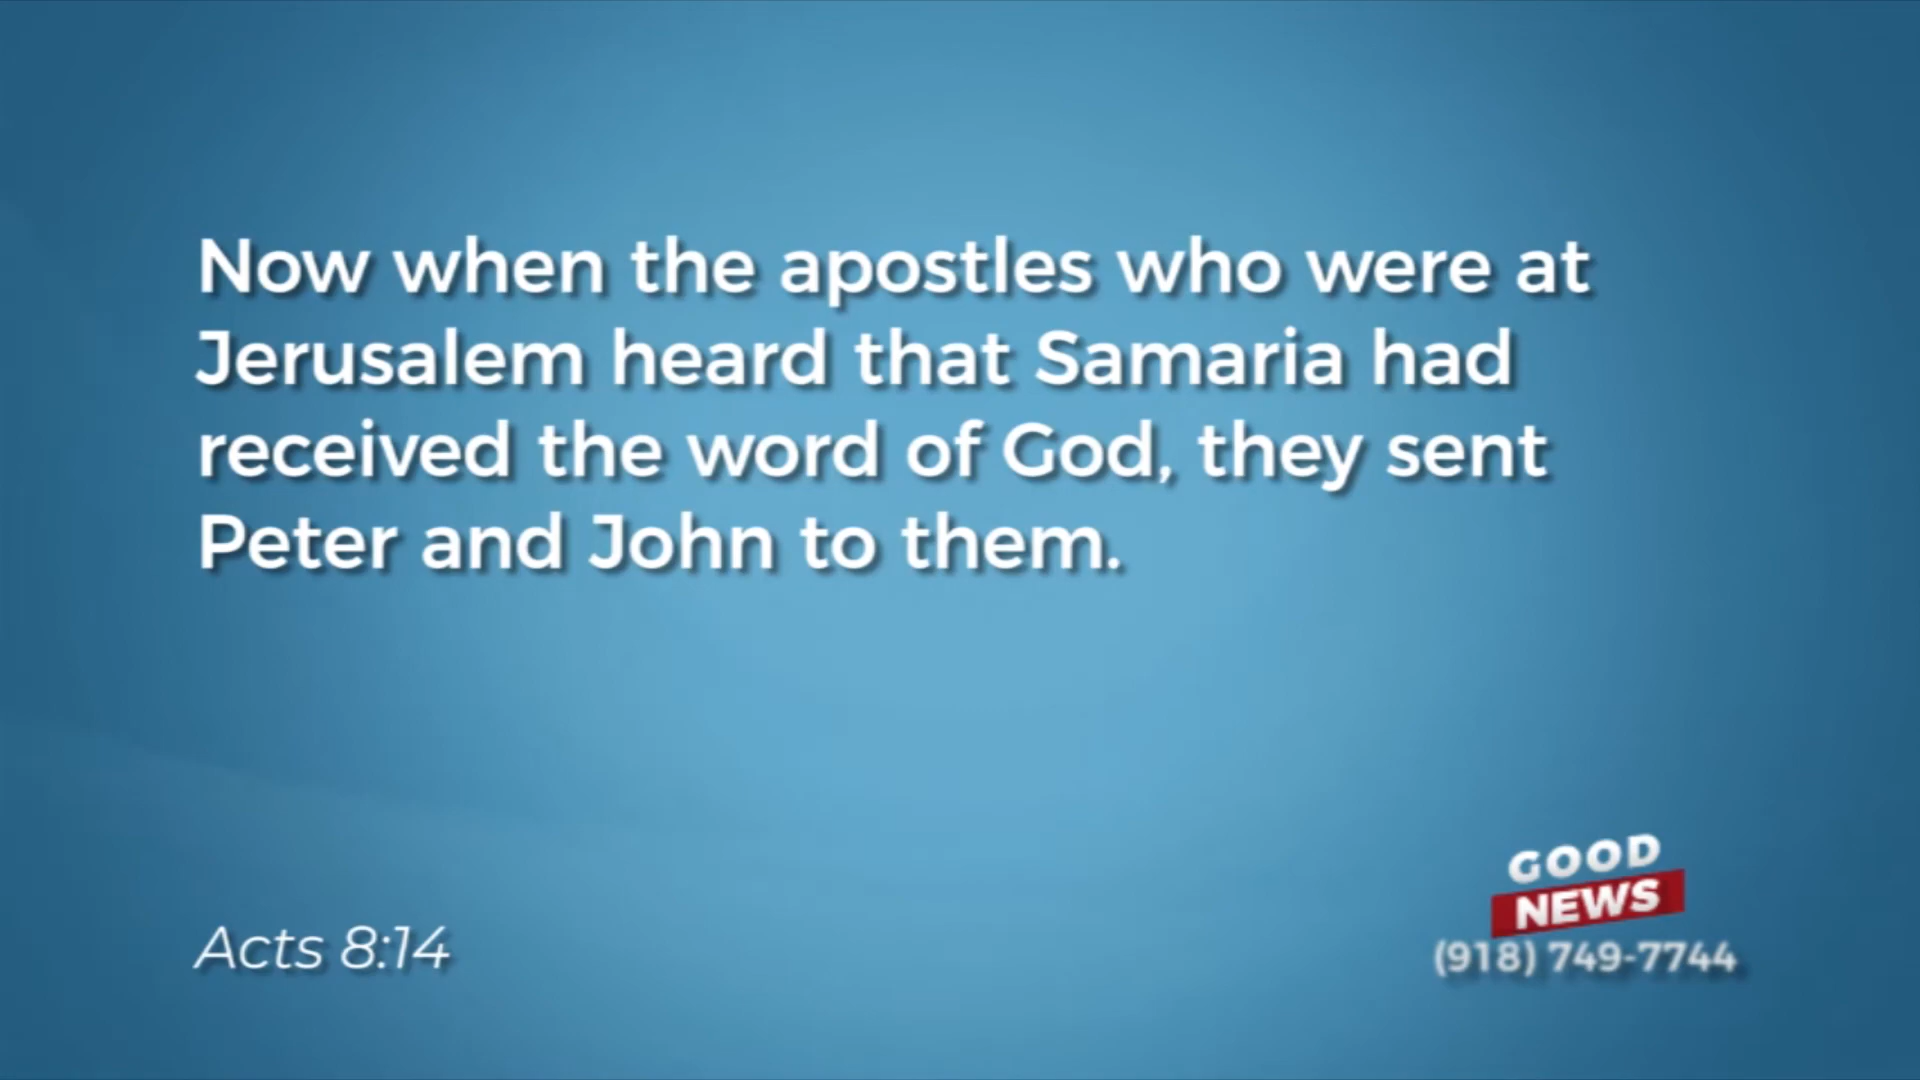 Now when the apostles who were at
Jerusalem heard that Samaria had
received the word of God, they sent
Peter and John to them.
Acts 8:14
GOOD
NEWS
(918) 749-7744